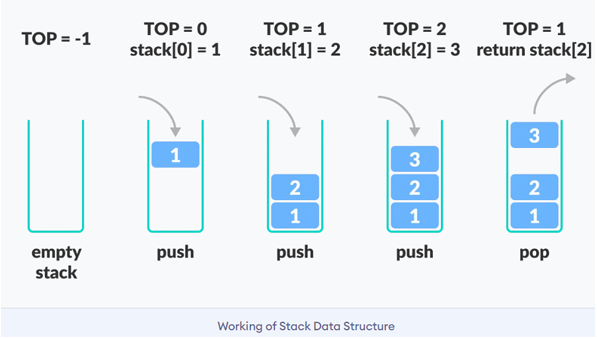 TOP = -1
TOP = 0
stack[0] = 1
TOP = 1
stack[1] = 2
TOP = 2
stack[2] = 3
TOP = 1
return stack[2]
1
2
1
3
2
1
3
2
1
empty
stack
push
push
push
pop
Working of Stack Data Structure